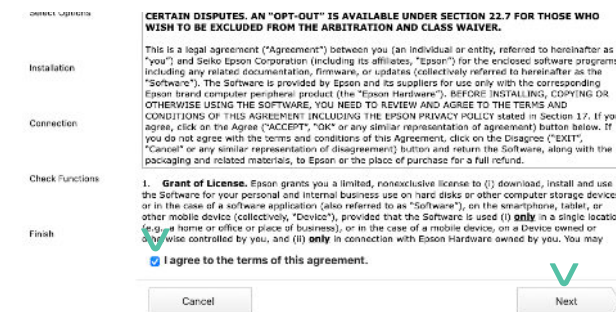 Select Options
CERTAIN DISPUTES. AN "OPT-OUT" IS AVAILABLE UNDER SECTION 22.7 FOR THOSE WHO
WISH TO BE EXCLUDED FROM THE ARBITRATION AND CLASS WAIVER.
This is a legal agreement ("Agreement") between you (an individual or entity, referred to hereinafter as
"you") and Seiko Epson Corporation (including its affiliates, "Epson") for the enclosed software programs
Installation
including any related documentation, firmware, or updates (collectively referred to hereinafter as the
"Software"). The Software is provided by Epson and its suppliers for use only with the corresponding
Epson brand computer peripheral product (the "Epson Hardware"). BEFORE INSTALLING, COPYING OR
OTHERWISE USING THE SOFTWARE, YOU NEED TO REVIEW AND AGREE TO THE TERMS AND
Connection
CONDITIONS OF THIS AGREEMENT INCLUDING THE EPSON PRIVACY POLICY stated in Section 17. If you
agree, click on the Agree ("ACCEPT", "OK" or any similar representation of agreement) button below. If
you do not agree with the terms and conditions of this Agreement, click on the Disagree ("EXIT",
"Cancel" or any similar representation of disagreement) button and return the Software, along with the
packaging and related materials, to Epson or the place of purchase for a full refund.
Check Functions
1. Grant of License. Epson grants you a limited, nonexclusive license to (i) download, install and use
the Software for your personal and internal business use on hard disks or other computer storage devices
or in the case of a software application (also referred to as "Software"), on the smartphone, tablet, or
other mobile device (collectively, "Device"), provided that the Software is used (i) only in a single locatio
Finish
(e.g., a home or office or place of business), or in the case of a mobile device, on a Device owned or
otherwise controlled by you, and (ii) only in connection with Epson Hardware owned by you. You may
I agree to the terms of this agreement.
Cancel
Next